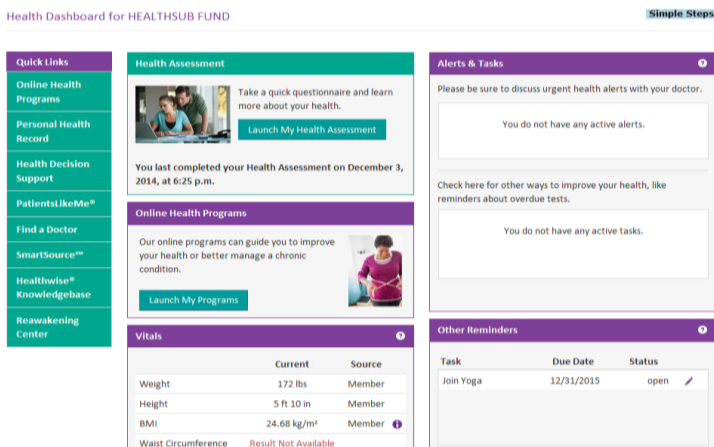 Health Dashboard for HEALTHSUB FUND
Simple Steps
Quick Links
Online Health
Programs
Personal Health
Record
Health Decision
Support
PatientsLikeMe®
Find a Doctor
SmartSource℠
Healthwise®
Knowledgebase
Reawakening
Center
Health Assessment
Take a quick questionnaire and learn
more about your health.
Launch My Health Assessment
You last completed your Health Assessment on December 3,
2014, at 6:25 p.m.
Online Health Programs
Our online programs can guide you to improve
your health or better manage a chronic
condition.
Launch My Programs
Vitals
Current Source
Weight 172 lbs Member
Height 5 ft 10 in Member
BMI 24.68 kg/m² Member
Waist Circumference Result Not Available
Alerts & Tasks
Please be sure to discuss urgent health alerts with your doctor.
You do not have any active alerts.
Check here for other ways to improve your health, like
reminders about overdue tests.
You do not have any active tasks.
Other Reminders
Task Due Date Status
Join Yoga 12/31/2015 open